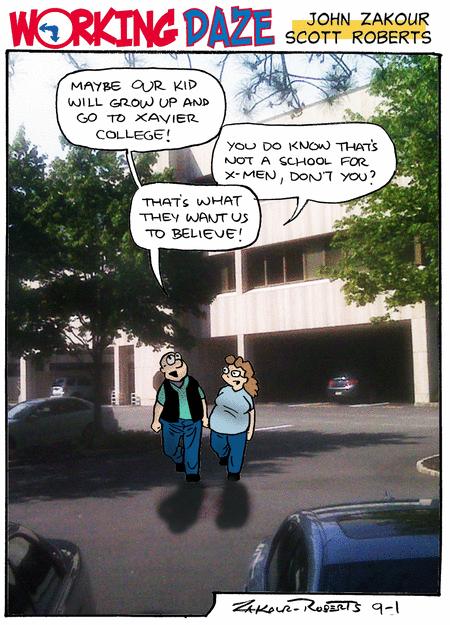 WORKING DAZE
JOHN ZAKOUR
SCOTT ROBERTS
MAYBE OUR KID
WILL GROW UP AND
GO TO XAVIER
COLLEGE!
YOU DO KNOW THAT'S
NOT A SCHOOL FOR
X-MEN, DON'T YOU?
THAT'S WHAT
THEY WANT US
TO BELIEVE!
ZAKOUR-ROBERTS 9-1